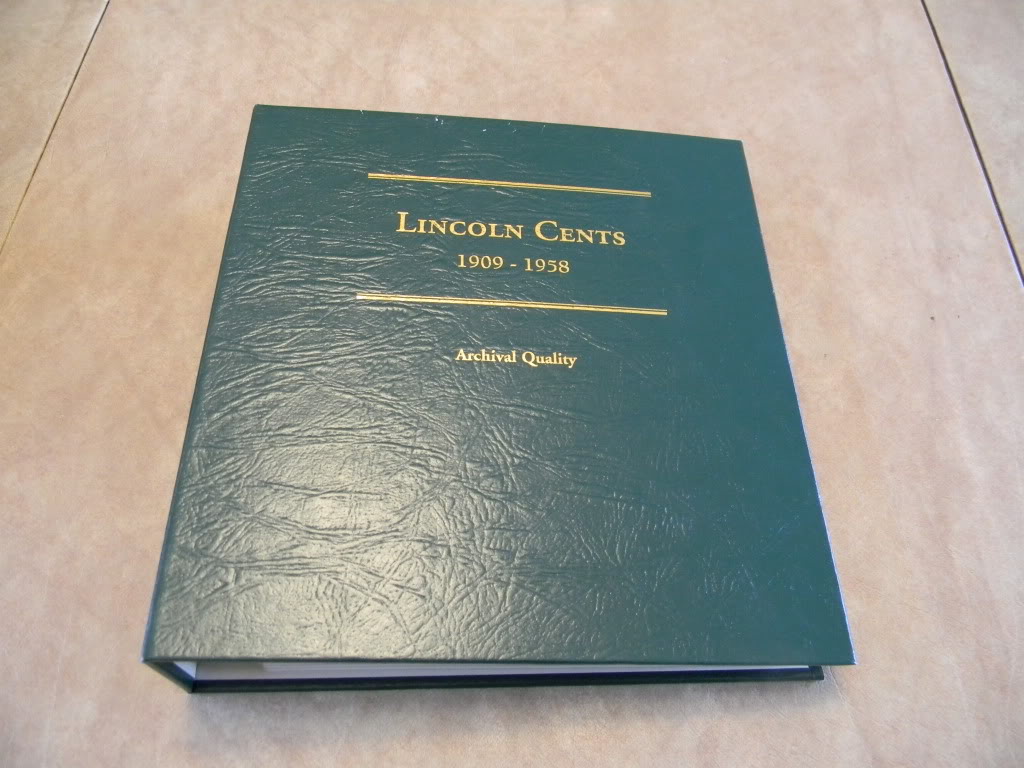 Lincoln Cents
1909 - 1958
Archival Quality